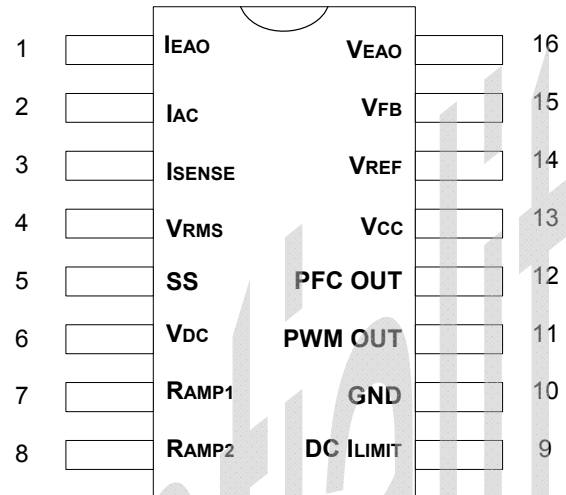 1 IEAO VEAO 16
2 IAC VFB 15
3 ISENSE VREF 14
4 VRMS VCC 13
5 SS PFC OUT 12
6 VDC PWM OUT 11
7 RAMP1 GND 10
8 RAMP2 DC ILIMIT 9